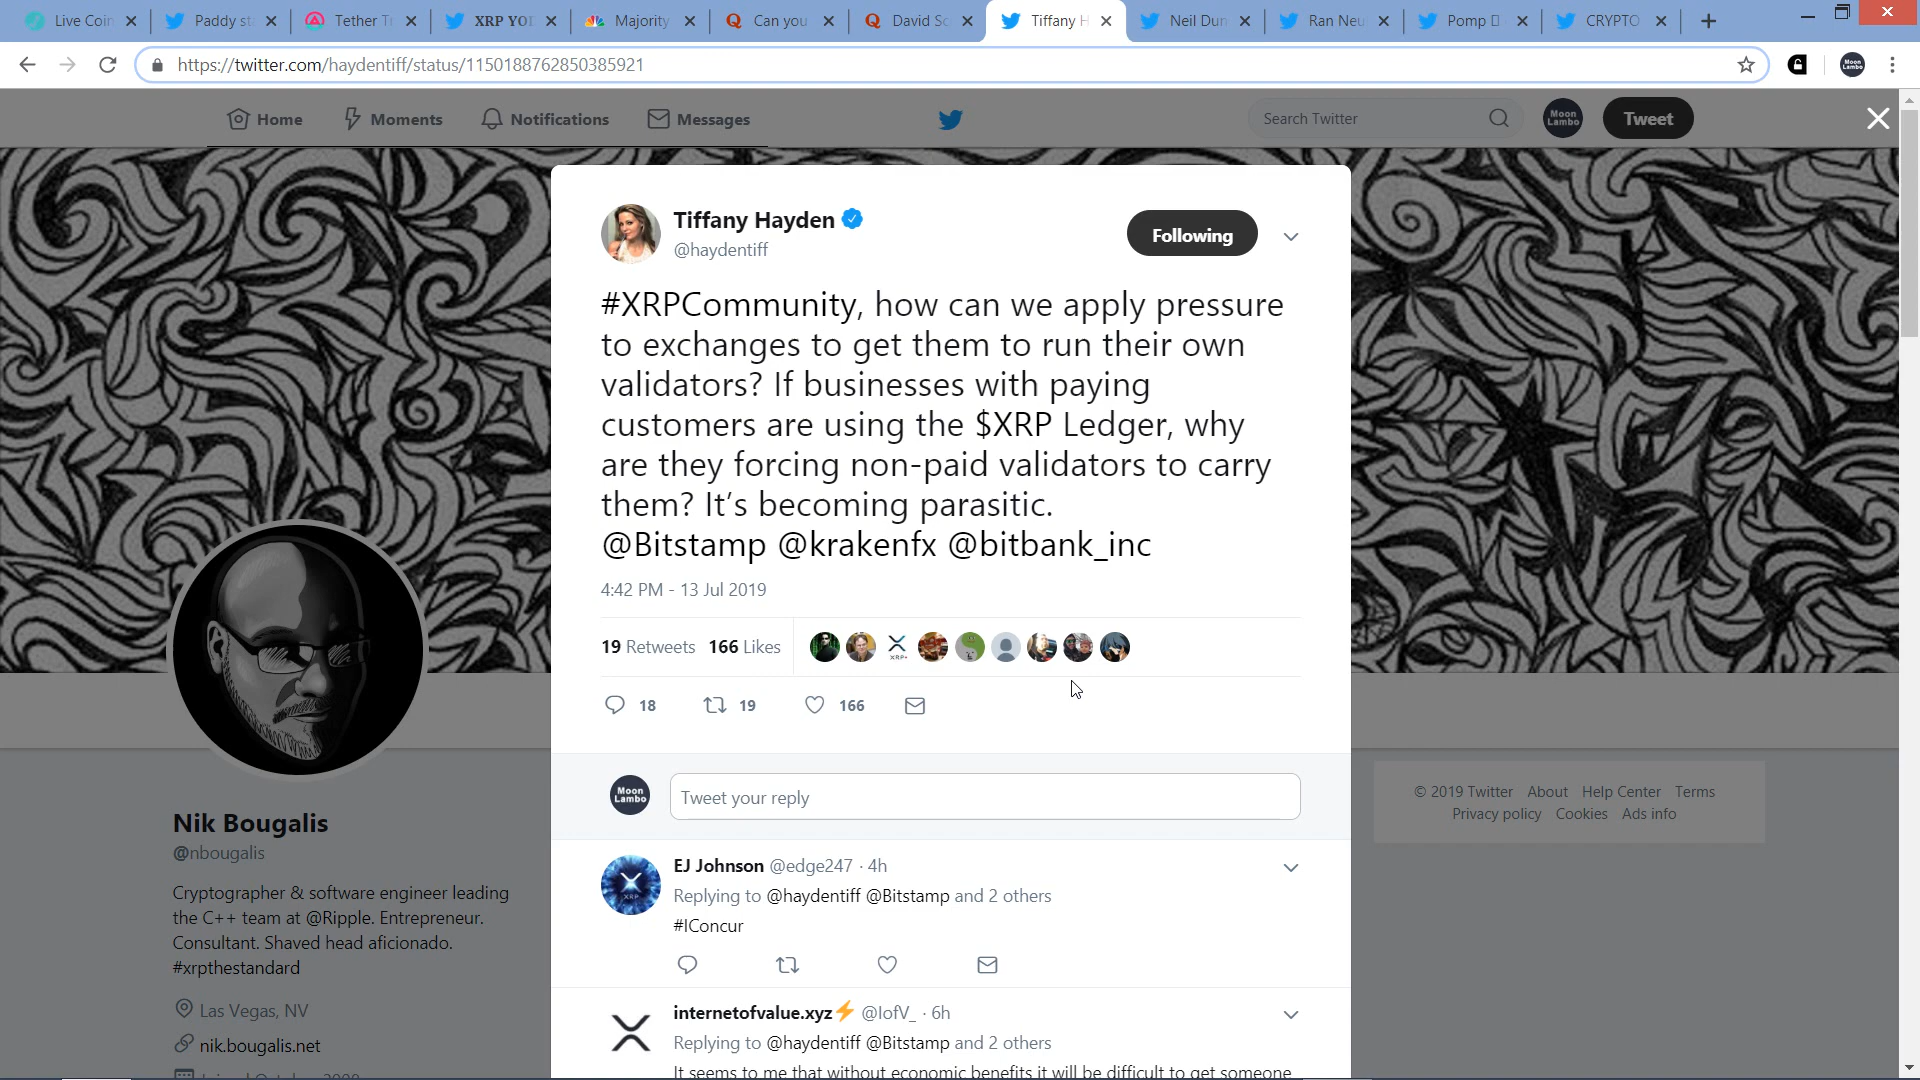 Live Coin
Paddy st
Tether T
XRP YO
Majority
Can you
David Sc
Tiffany H
Neil Dun
Ran Neu
Pomp
CRYPTO
https://twitter.com/haydentiff/status/1150188762850385921
Moon Lambo
Home
Moments
Notifications
Messages
Search Twitter
Moon
Lambo
Tweet
Tiffany Hayden
@haydentiff
Following
#XRPCommunity, how can we apply pressure
to exchanges to get them to run their own
validators? If businesses with paying
customers are using the $XRP Ledger, why
are they forcing non-paid validators to carry
them? It’s becoming parasitic.
@Bitstamp @krakenfx @bitbank_inc
4:42 PM - 13 Jul 2019
19 Retweets 166 Likes
XRP+
18 19 166
Moon
Lambo
Tweet your reply
EJ Johnson @edge247 · 4h
Replying to @haydentiff @Bitstamp and 2 others
#IConcur
XRP
internetofvalue.xyz⚡ @IofV_ · 6h
Replying to @haydentiff @Bitstamp and 2 others
It seems to me that without economic benefits it will be difficult to get someone
Nik Bougalis
@nbougalis
Cryptographer & software engineer leading
the C++ team at @Ripple. Entrepreneur.
Consultant. Shaved head aficionado.
#xrpthestandard
Las Vegas, NV
nik.bougalis.net
© 2019 Twitter About Help Center Terms
Privacy policy Cookies Ads info